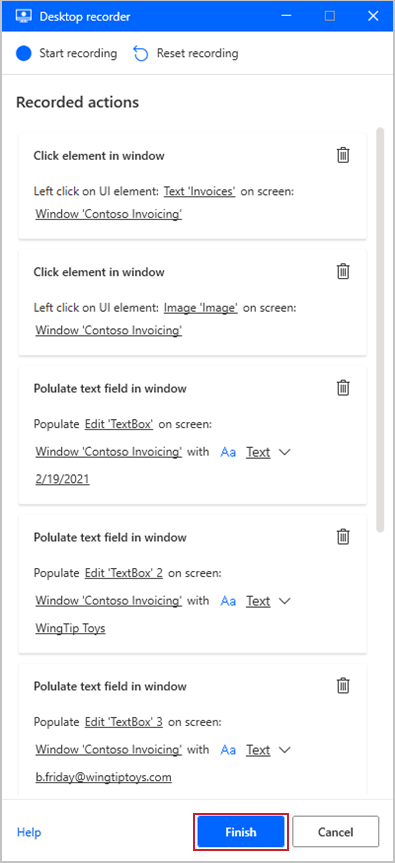 Desktop recorder
Start recording Reset recording
Recorded actions
Click element in window
Left click on UI element: Text 'Invoices' on screen:
Window 'Contoso Invoicing'
Click element in window
Left click on UI element: Image 'Image' on screen:
Window 'Contoso Invoicing'
Polulate text field in window
Populate Edit 'TextBox' on screen:
Window 'Contoso Invoicing' with Aa Text
2/19/2021
Polulate text field in window
Populate Edit 'TextBox' 2 on screen:
Window 'Contoso Invoicing' with Aa Text
WingTip Toys
Polulate text field in window
Populate Edit 'TextBox' 3 on screen:
Window 'Contoso Invoicing' with Aa Text
b.friday@wingtiptoys.com
Help Finish Cancel